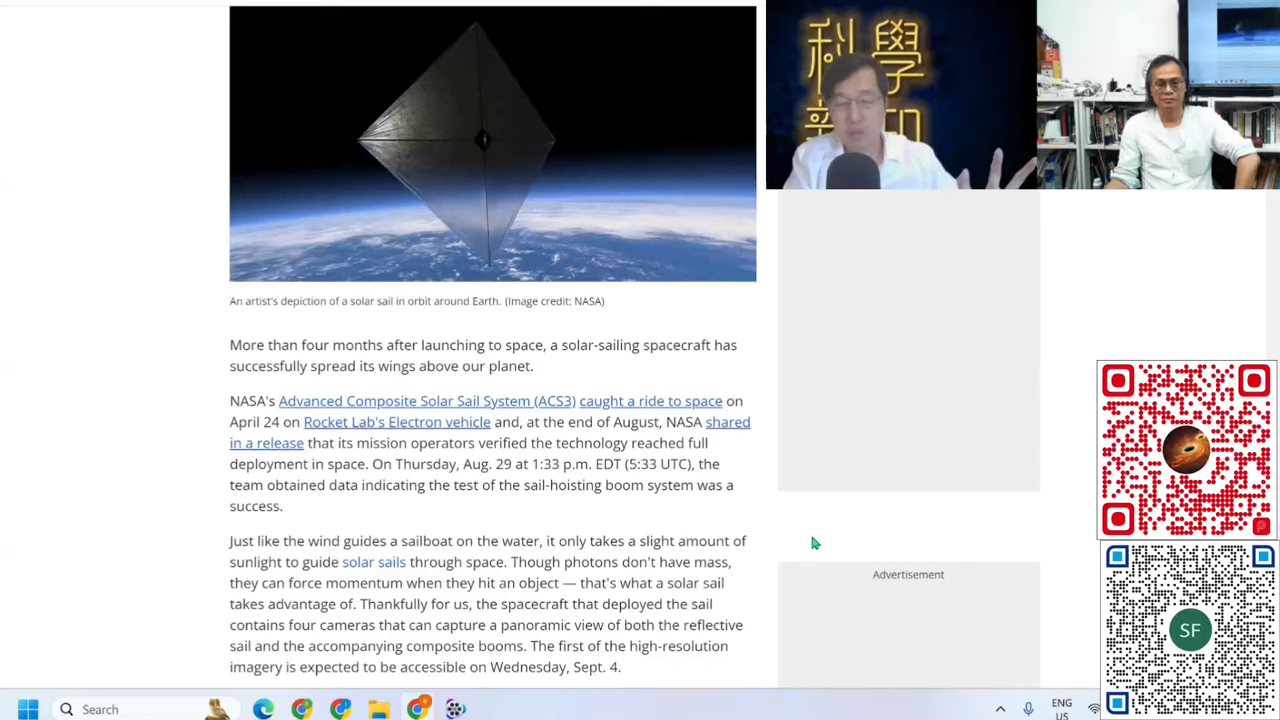 科學
An artist's depiction of a solar sail in orbit around Earth. (Image credit: NASA)
More than four months after launching to space, a solar-sailing spacecraft has
successfully spread its wings above our planet.
NASA's Advanced Composite Solar Sail System (ACS3) caught a ride to space on
April 24 on Rocket Lab's Electron vehicle and, at the end of August, NASA shared
in a release that its mission operators verified the technology reached full
deployment in space. On Thursday, Aug. 29 at 1:33 p.m. EDT (5:33 UTC), the
team obtained data indicating the test of the sail-hoisting boom system was a
success.
Just like the wind guides a sailboat on the water, it only takes a slight amount of
sunlight to guide solar sails through space. Though photons don't have mass,
they can force momentum when they hit an object — that's what a solar sail
takes advantage of. Thankfully for us, the spacecraft that deployed the sail
contains four cameras that can capture a panoramic view of both the reflective
sail and the accompanying composite booms. The first of the high-resolution
imagery is expected to be accessible on Wednesday, Sept. 4.
Advertisement
SF
Search
ENG
US